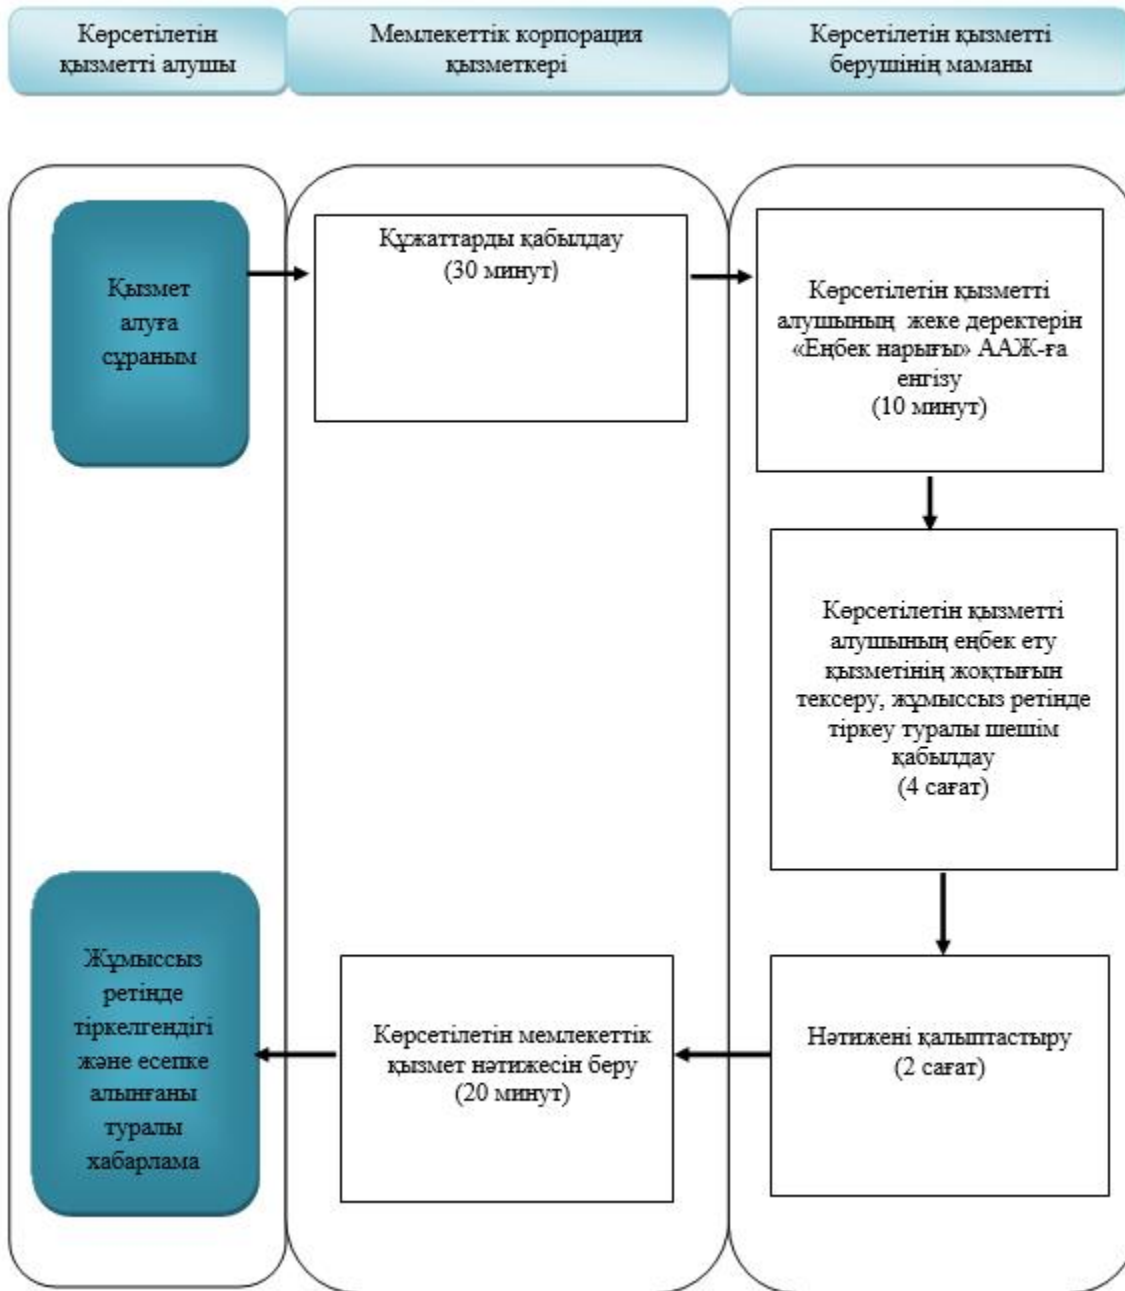 Көрсетілетін
қызметті алушы
Мемлекеттік корпорация
қызметкері
Көрсетілетін қызметті
берушінің маманы
Қызмет
алуға
сұраным
Құжаттарды қабылдау
(30 минут)
Көрсетілетін қызметті
алушының жеке деректерін
«Еңбек нарығы» ААЖ-ға
енгізу
(10 минут)
Көрсетілетін қызметті
алушының еңбек ету
қызметінің жоқтығын
тексеру, жұмыссыз ретінде
тіркеу туралы шешім
қабылдау
(4 сағат)
Нәтижені қалыптастыру
(2 сағат)
Көрсетілетін мемлекеттік
қызмет нәтижесін беру
(20 минут)
Жұмыссыз
ретінде
тіркелгендігі
және есепке
алынғаны
туралы
хабарлама